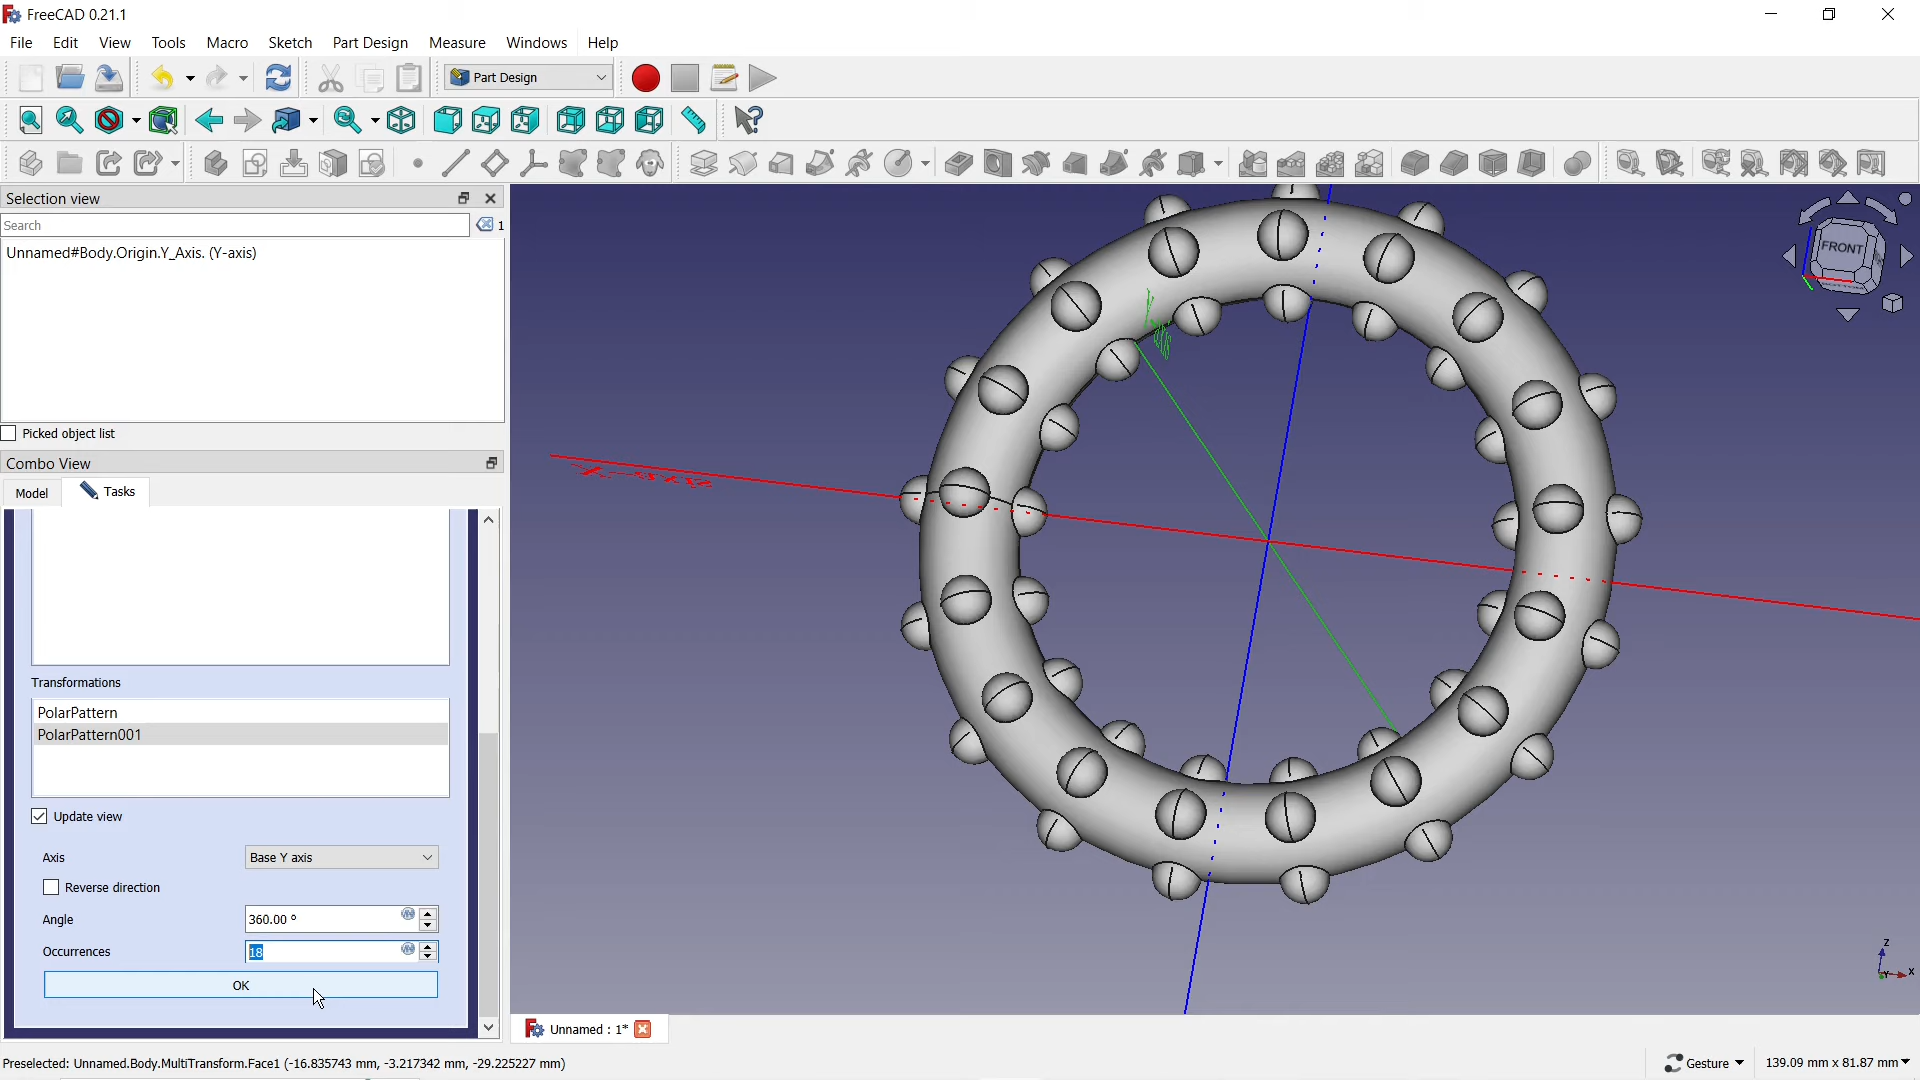 FreeCAD 0.21.1
File Edit View Tools Macro Sketch Part Design Measure Windows Help
Part Design
Selection view
Search
1
Unnamed#Body.Origin.Y_Axis. (Y-axis)
Picked object list
Combo View
Model Tasks
Transformations
PolarPattern
PolarPattern001
Update view
Axis Base Y axis
Reverse direction
Angle 360.00 °
Occurrences 18
OK
FRONT
Z
X
Y
Unnamed : 1*
Preselected: Unnamed.Body.MultiTransform.Face1 (-16.835743 mm, -3.217342 mm, -29.225227 mm)
Gesture 139.09 mm x 81.87 mm